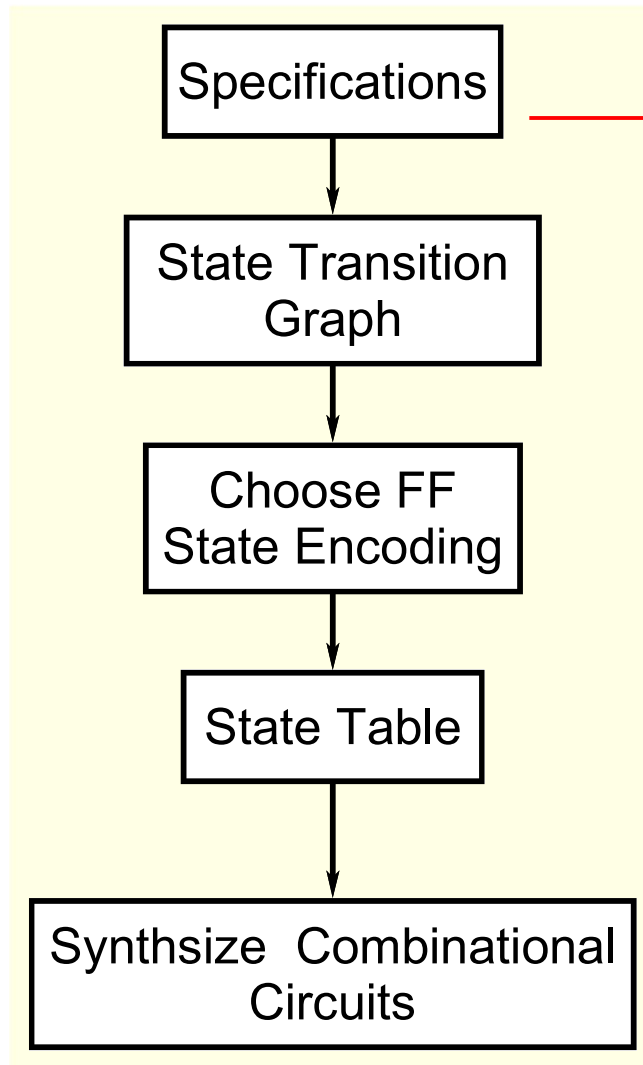 Specifications
State Transition
Graph
Choose FF
State Encoding
State Table
Synthsize Combinational
Circuits